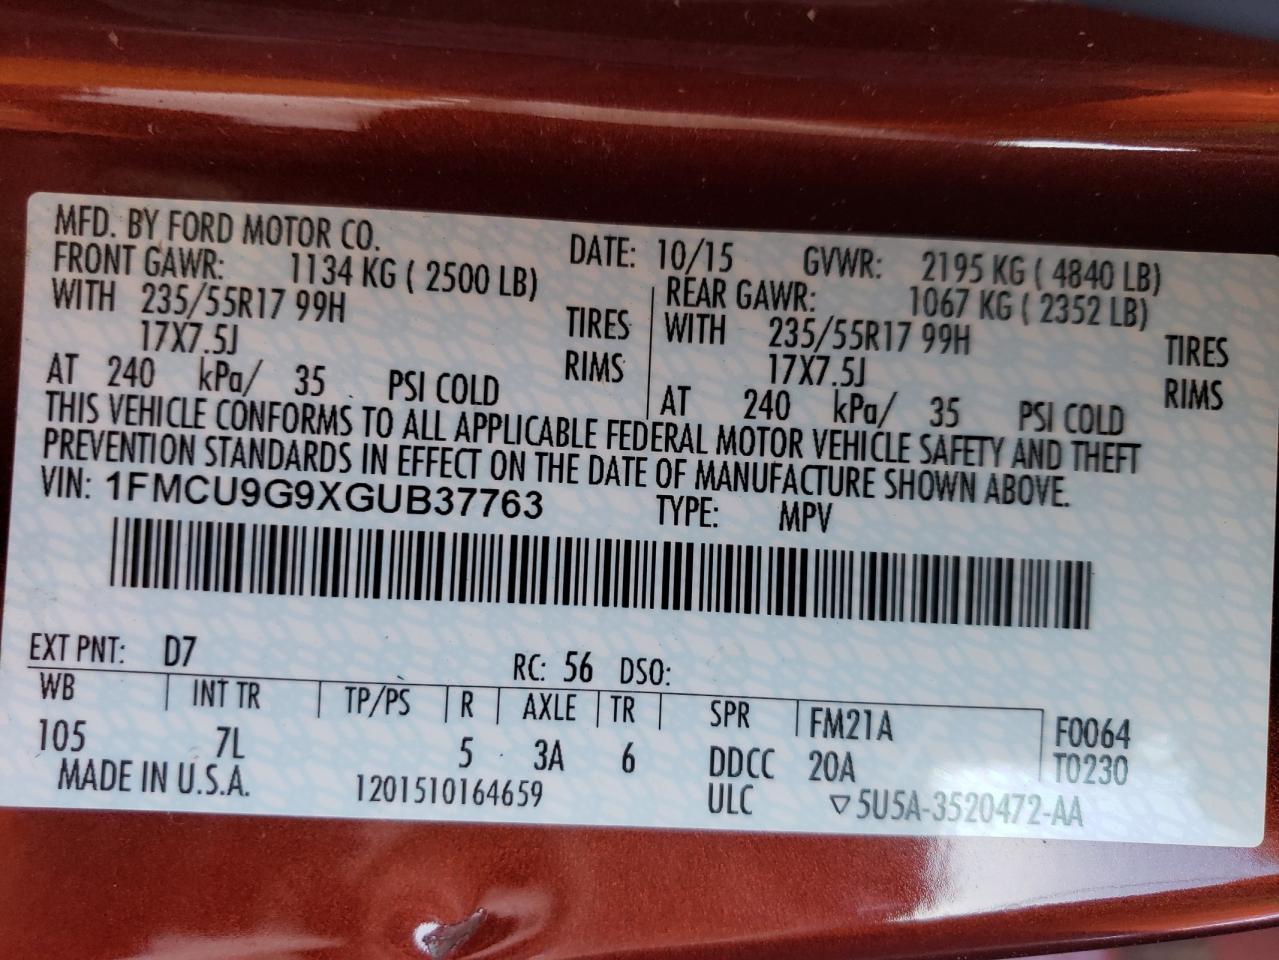 MFD. BY FORD MOTOR CO. DATE: 10/15 GVWR: 2195 KG ( 4840 LB)
FRONT GAWR: 1134 KG ( 2500 LB) REAR GAWR: 1067 KG ( 2352 LB)
WITH 235/55R17 99H TIRES WITH 235/55R17 99H TIRES
17X7.5J RIMS 17X7.5J RIMS
AT 240 kPa/ 35 PSI COLD AT 240 kPa/ 35 PSI COLD
THIS VEHICLE CONFORMS TO ALL APPLICABLE FEDERAL MOTOR VEHICLE SAFETY AND THEFT
PREVENTION STANDARDS IN EFFECT ON THE DATE OF MANUFACTURE SHOWN ABOVE.
VIN: 1FMCU9G9XGUB37763 TYPE: MPV
EXT PNT: D7 RC: 56 DSO:
WB INT TR TP/PS R AXLE TR SPR FM21A F0064
105 7L 5 3A 6 DDCC 20A T0230
MADE IN U.S.A. 1201510164659 ULC ▽5U5A-3520472-AA